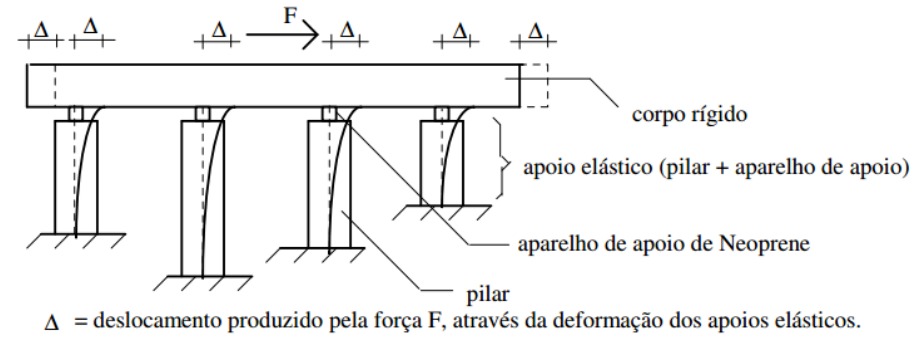 Δ Δ Δ F Δ Δ Δ
corpo rígido
apoio elástico (pilar + aparelho de apoio)
aparelho de apoio de Neoprene
pilar
Δ = deslocamento produzido pela força F, através da deformação dos apoios elásticos.